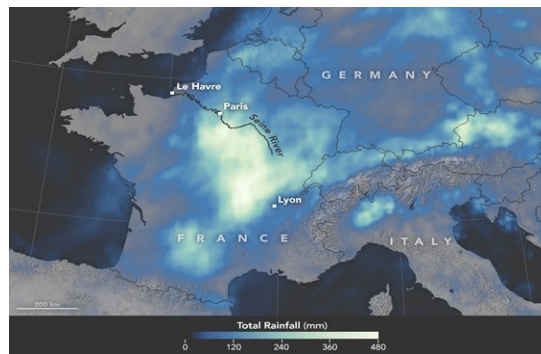 GERMANY
Le Havre
Paris
Seine River
Lyon
FRANCE
ITALY
200 km
Total Rainfall (mm)
0 120 240 360 480